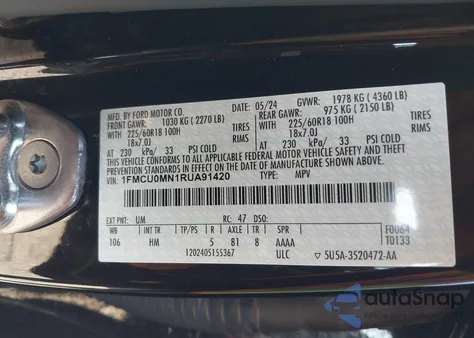 MFD. BY FORD MOTOR CO.
05/24 GVWR: 1978 KG ( 4360 LB)
FRONT GAWR: 1030 KG ( 2270 LB)
REAR GAWR: 975 KG ( 2150 LB)
225/60R18 100H TIRES 225/60R18 100H TIRES
18x7.0J RIMS 18x7.0J RIMS
AT 230 kPa/ 33 PSI COLD AT 230 kPa/ 33 PSI COLD
THIS VEHICLE CONFORMS TO ALL APPLICABLE FEDERAL MOTOR VEHICLE SAFETY
AND THEFT PREVENTION STANDARDS IN EFFECT ON THE DATE OF MANUFACTURE SHOWN ABOVE.
VIN: 1FMCU0MN1RUA91420 TYPE: MPV
EXT PNT: UM RC: 47 DSO: F0064
WB INT TR TP/PS R AXLE TR SPR T0133
106 HM 5 81 8 AAAA
1202405155367 ULC 5U5A-3520472-AA
autoSnap